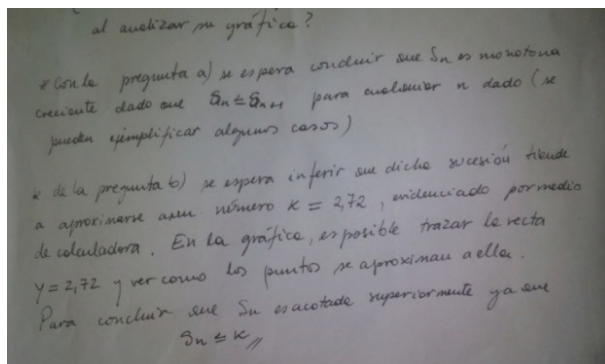 al analizar su gráfica?
* Con la pregunta a) se espera concluir que Sn es monotona
creciente dado que Sn ≤ Sn+1 para cualquier n dado (se
pueden ejemplificar algunos casos)
* de la pregunta b) se espera inferir que dicha sucesión tiende
a aproximarse a un número K = 2,72, evidenciado por medio
de calculadora. En la gráfica, es posible trazar la recta
y = 2,72 y ver como los puntos se aproximan a ella.
Para concluir que Sn es acotada superiormente ya que
Sn ≤ K //